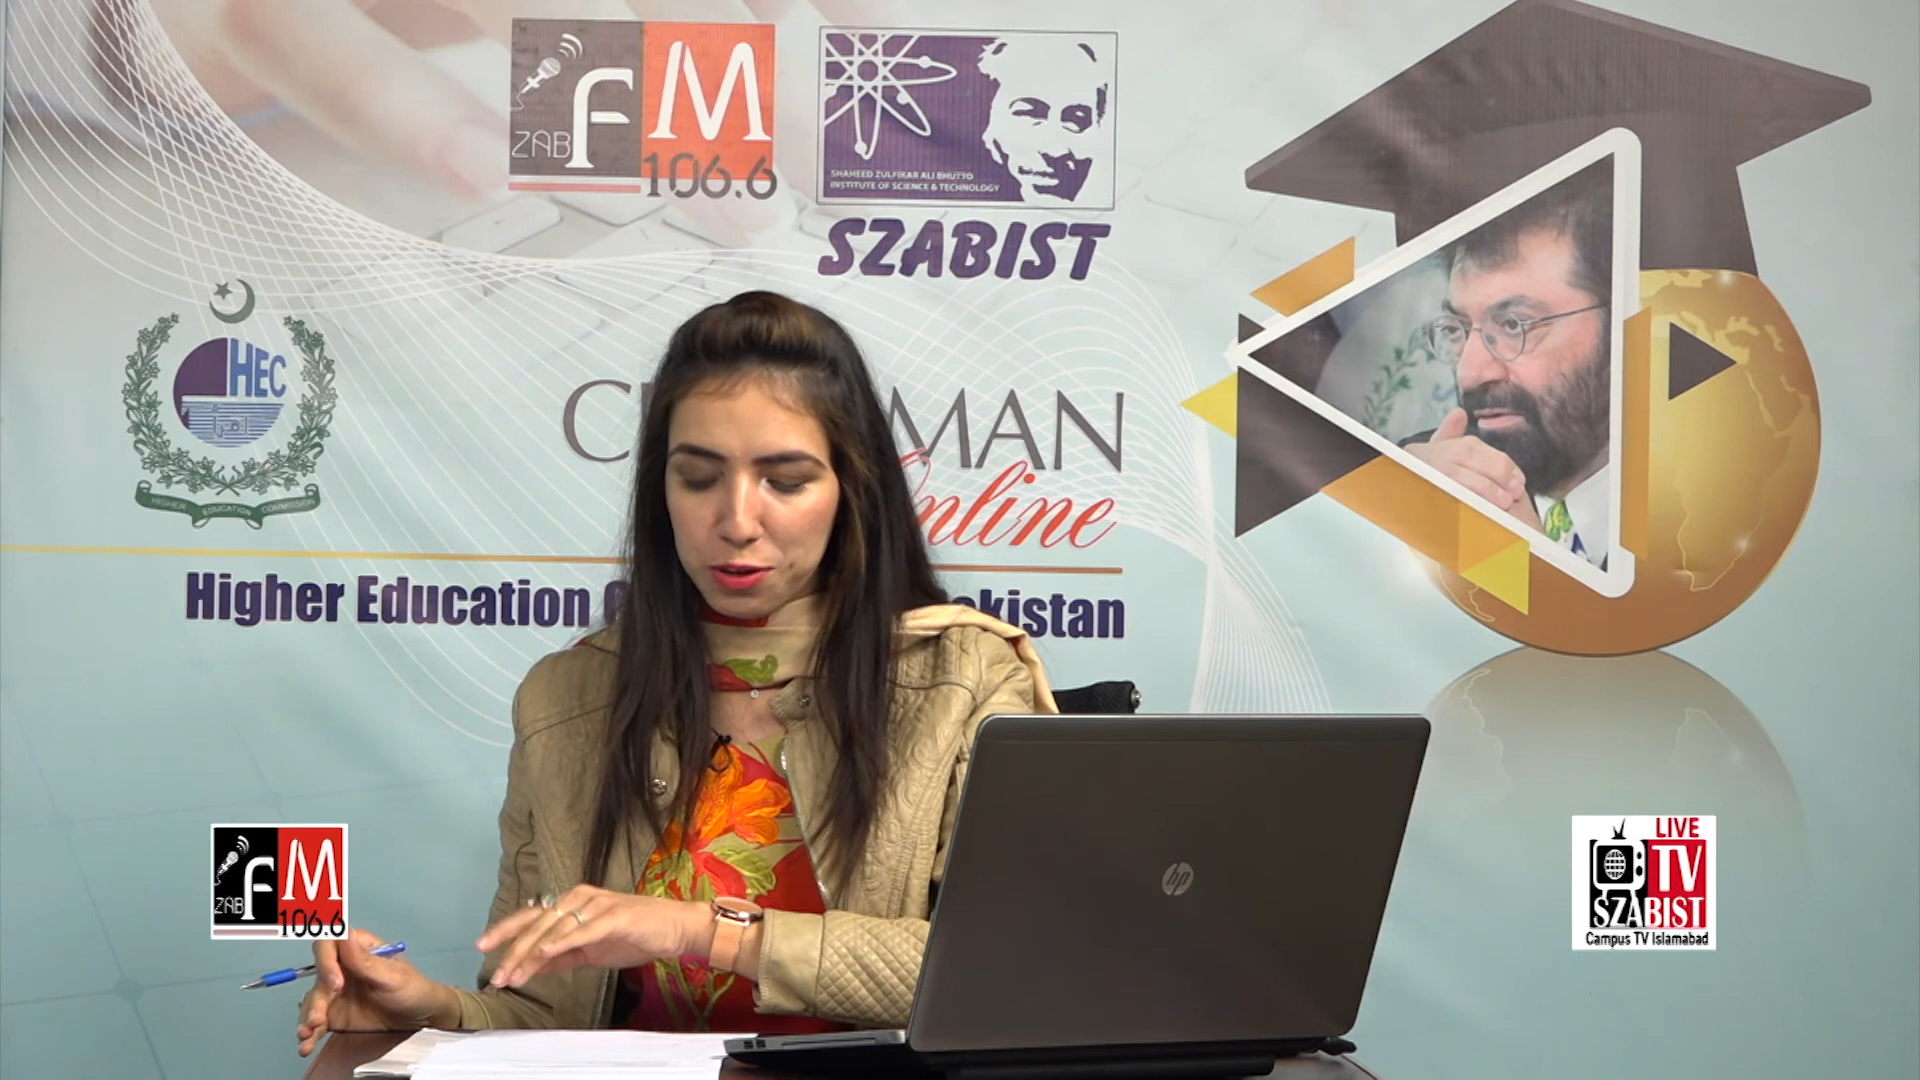 ZAB FM
106.6
SHAHEED ZULFIKAR ALI BHUTTO
INSTITUTE OF SCIENCE & TECHNOLOGY
SZABIST
HEC
HIGHER EDUCATION COMMISSION
C MAN
Online
Higher Education C kistan
hp
ZAB FM
106.6
LIVE
TV
SZABIST
Campus TV Islamabad